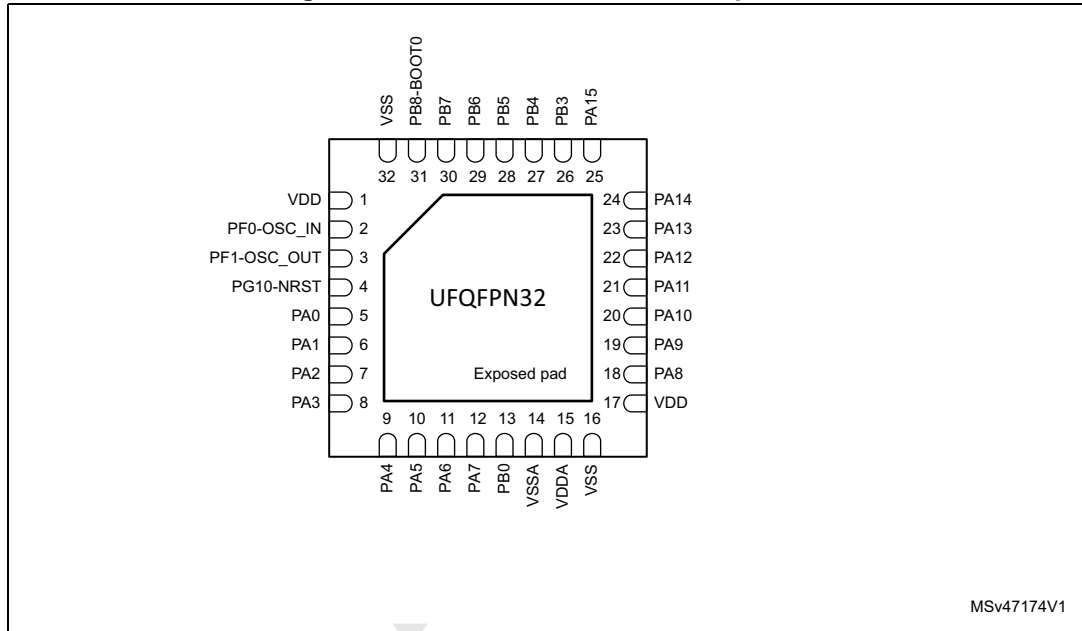 VSS PB8-BOOT0 PB7 PB6 PB5 PB4 PB3 PA15
32 31 30 29 28 27 26 25
VDD 1
PF0-OSC_IN 2
PF1-OSC_OUT 3
PG10-NRST 4
PA0 5
PA1 6
PA2 7
PA3 8
24 PA14
23 PA13
22 PA12
21 PA11
20 PA10
19 PA9
18 PA8
17 VDD
UFQFPN32
Exposed pad
9 10 11 12 13 14 15 16
PA4 PA5 PA6 PA7 PB0 VSSA VDDA VSS
MSv47174V1